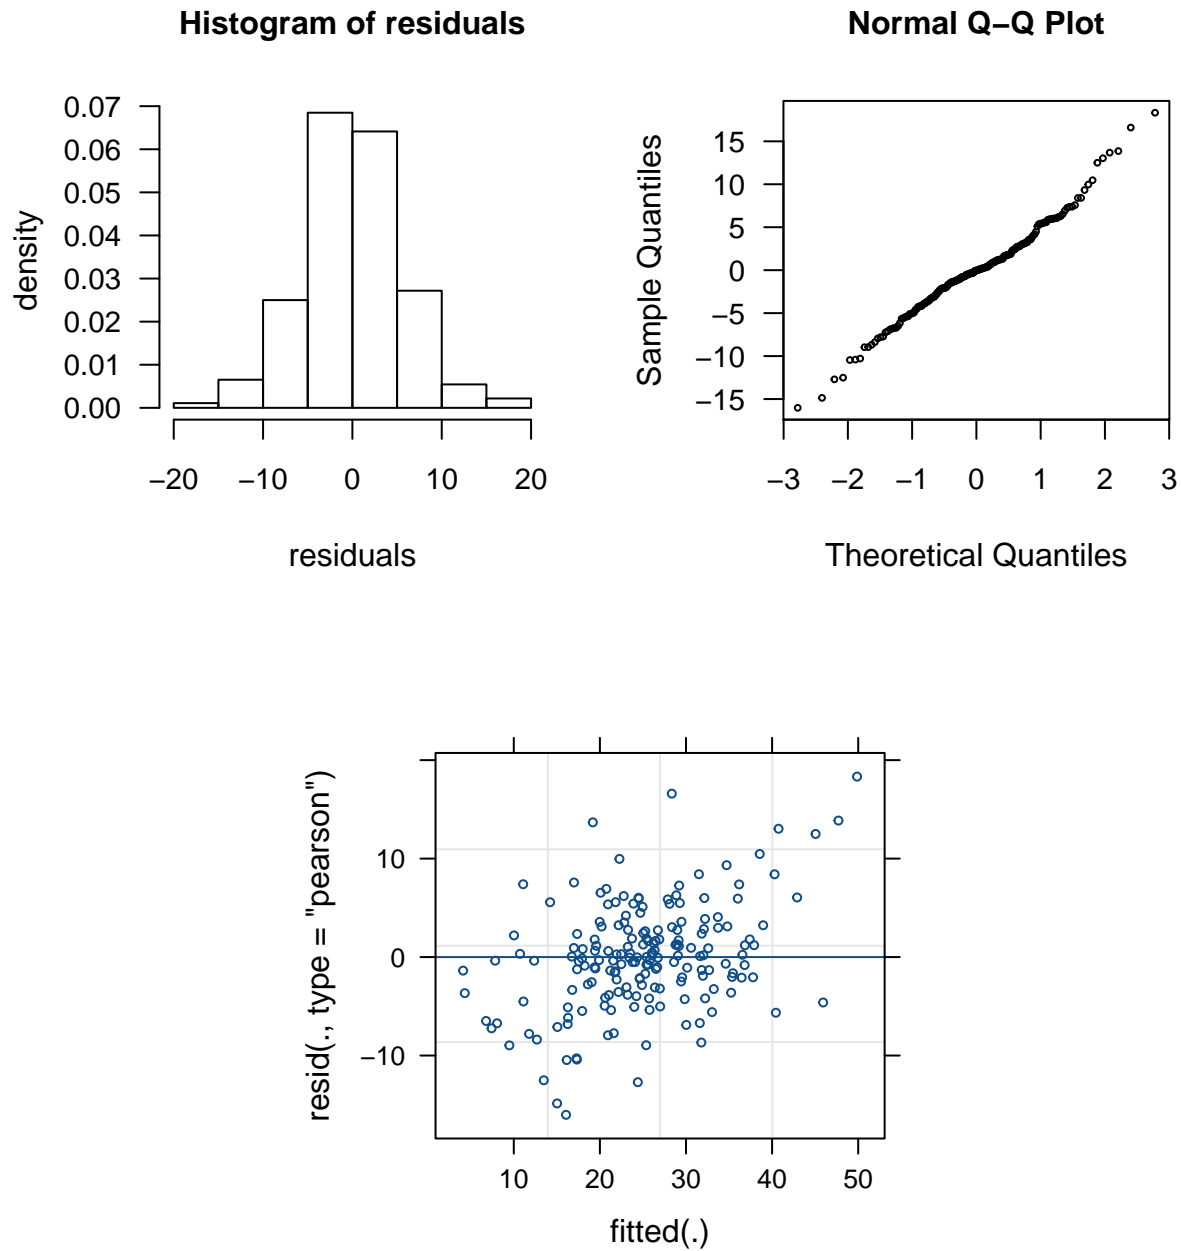 Histogram of residuals
density
0.07
0.06
0.05
0.04
0.03
0.02
0.01
0.00
−20 −10 0 10 20
residuals
Normal Q−Q Plot
Sample Quantiles
15
10
5
0
−5
−10
−15
−3 −2 −1 0 1 2 3
Theoretical Quantiles
resid(., type = "pearson")
10
0
−10
10 20 30 40 50
fitted(.)